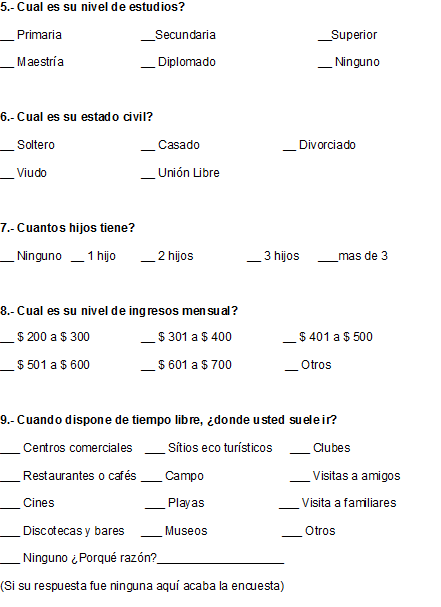 5.- Cual es su nivel de estudios?
__ Primaria __Secundaria __Superior
__ Maestría __ Diplomado __ Ninguno
6.- Cual es su estado civil?
__ Soltero __ Casado __ Divorciado
__ Viudo __ Unión Libre
7.- Cuantos hijos tiene?
__ Ninguno __ 1 hijo __ 2 hijos __ 3 hijos ___mas de 3
8.- Cual es su nivel de ingresos mensual?
__ $ 200 a $ 300 __ $ 301 a $ 400 __ $ 401 a $ 500
__ $ 501 a $ 600 __ $ 601 a $ 700 __ Otros
9.- Cuando dispone de tiempo libre, ¿donde usted suele ir?
___ Centros comerciales ___ Sítios eco turísticos ___ Clubes
___ Restaurantes o cafés ___ Campo ___ Visitas a amigos
___ Cines ___ Playas ___ Visita a familiares
___ Discotecas y bares ___ Museos ___ Otros
___ Ninguno ¿Porqué razón?___________________
(Si su respuesta fue ninguna aquí acaba la encuesta)